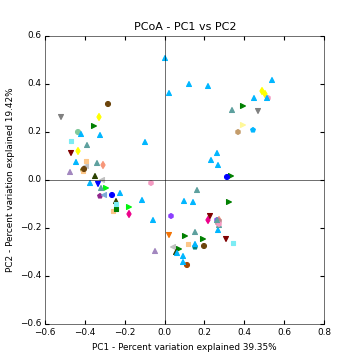 PCoA - PC1 vs PC2
0.6
0.4
0.2
0.0
−0.2
−0.4
−0.6
PC2 - Percent variation explained 19.42%
−0.6 −0.4 −0.2 0.0 0.2 0.4 0.6 0.8
PC1 - Percent variation explained 39.35%